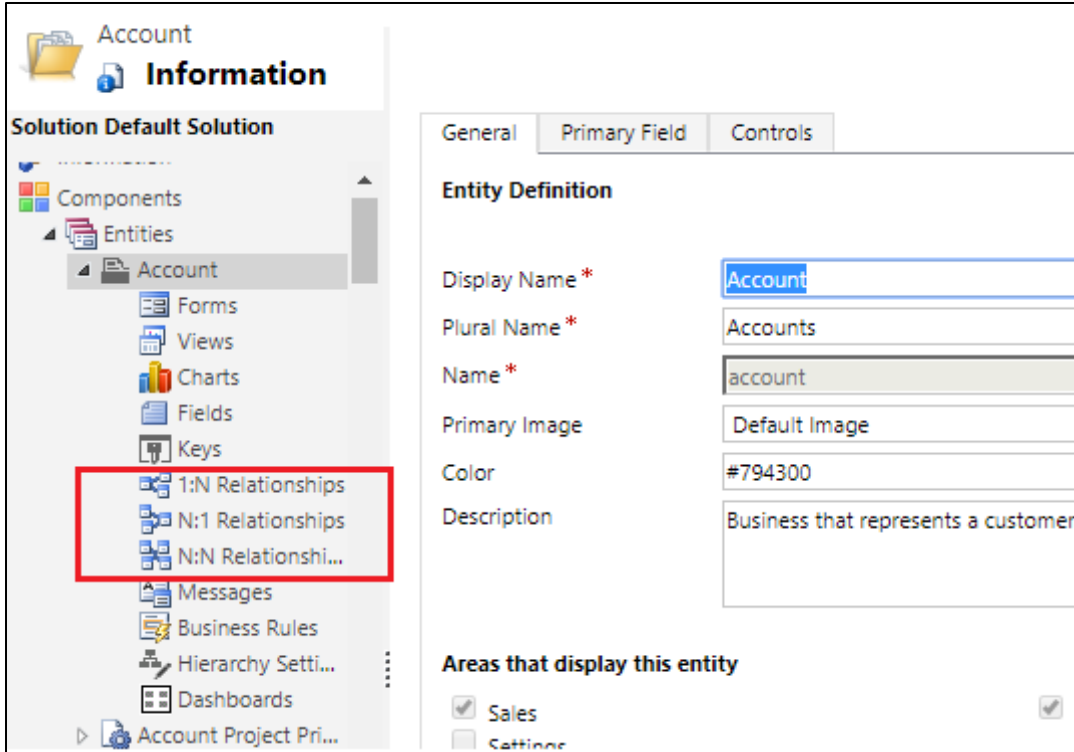 Account
Information
Solution Default Solution
Components
Entities
Account
Forms
Views
Charts
Fields
Keys
1:N Relationships
N:1 Relationships
N:N Relationshi...
Messages
Business Rules
Hierarchy Setti...
Dashboards
Account Project Pri...
General Primary Field Controls
Entity Definition
Display Name* Account
Plural Name* Accounts
Name* account
Primary Image Default Image
Color #794300
Description Business that represents a customer
Areas that display this entity
Sales
Settings